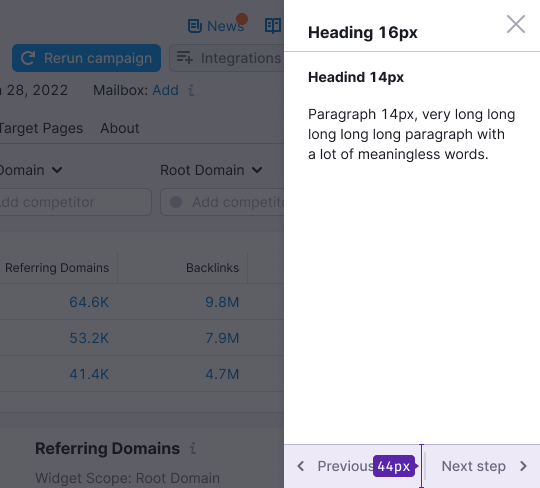 News
Rerun campaign
Integrations
28, 2022
Mailbox: Add i
Target Pages About
Domain
Root Domain
add competitor
Add competitor
Referring Domains Backlinks
64.6K 9.8M
53.2K 7.9M
41.4K 4.7M
Referring Domains i
Widget Scope: Root Domain
Heading 16px
Headind 14px
Paragraph 14px, very long long
long long long paragraph with
a lot of meaningless words.
Previous
44px
Next step